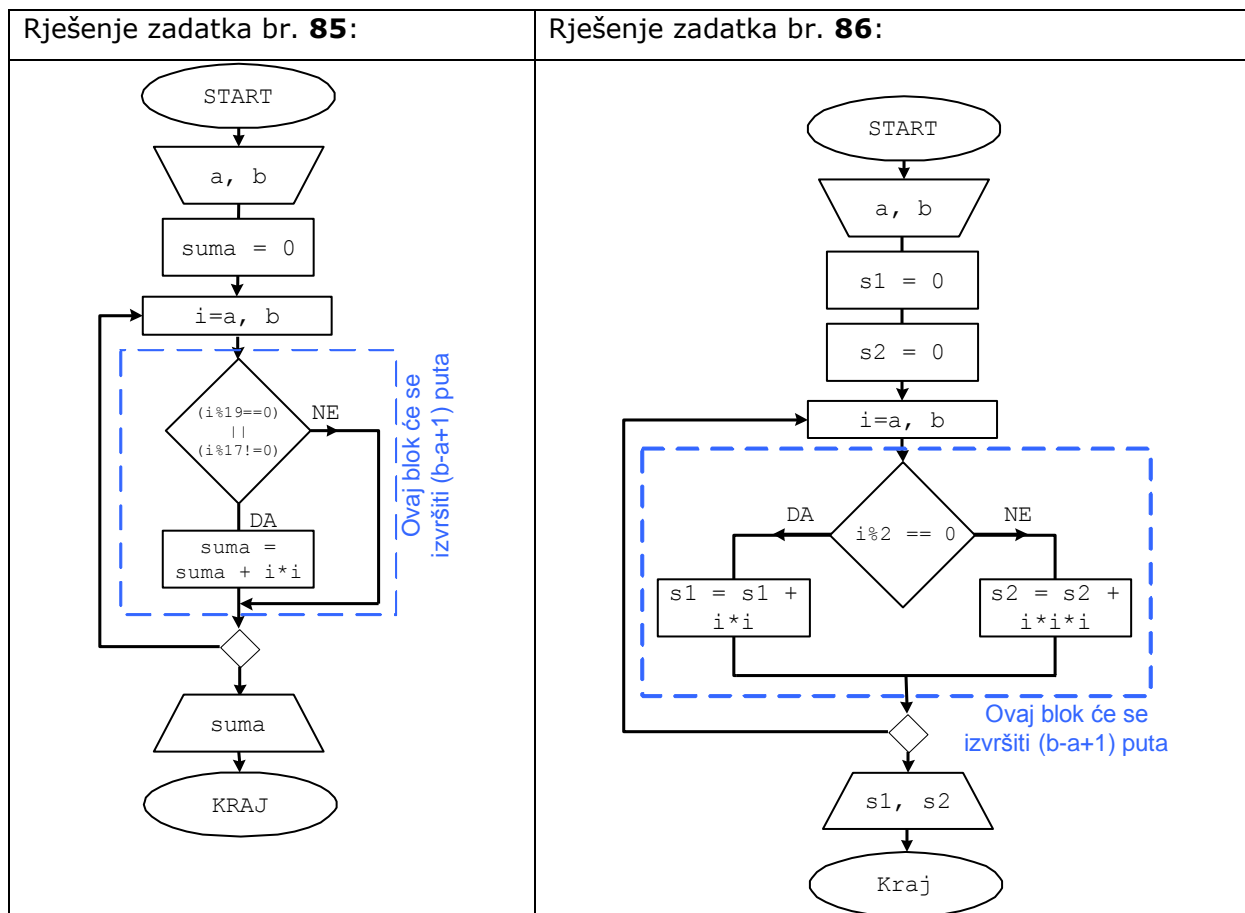 Rješenje zadatka br. 85:
START
a, b
suma = 0
i=a, b
(i%19==0)
||
(i%17!=0)
NE
DA
suma =
suma + i*i
Ovaj blok će se
izvršiti (b-a+1) puta
suma
KRAJ
Rješenje zadatka br. 86:
START
a, b
s1 = 0
s2 = 0
i=a, b
DA
i%2 == 0
NE
s1 = s1 +
i*i
s2 = s2 +
i*i*i
Ovaj blok će se
izvršiti (b-a+1) puta
s1, s2
Kraj